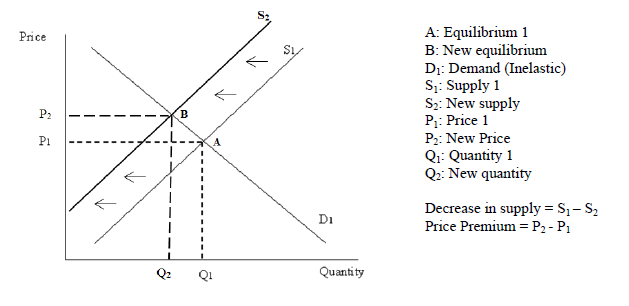 S₂
Price
S₁
P₂
B
P₁
A
D₁
Q₂
Q₁
Quantity
A: Equilibrium 1
B: New equilibrium
D₁: Demand (Inelastic)
S₁: Supply 1
S₂: New supply
P₁: Price 1
P₂: New Price
Q₁: Quantity 1
Q₂: New quantity
Decrease in supply = S₁ – S₂
Price Premium = P₂ - P₁